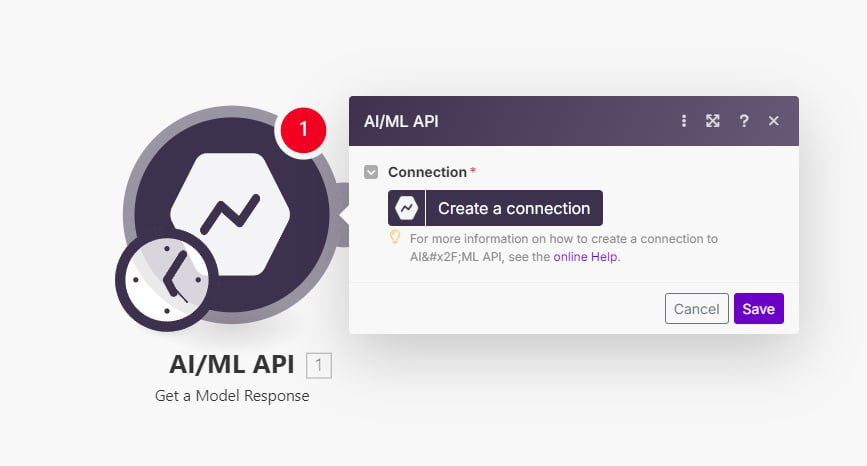 1
AI/ML API
?
Connection *
Create a connection
For more information on how to create a connection to
AI&#x2F;ML API, see the online Help.
Cancel Save
AI/ML API 1
Get a Model Response